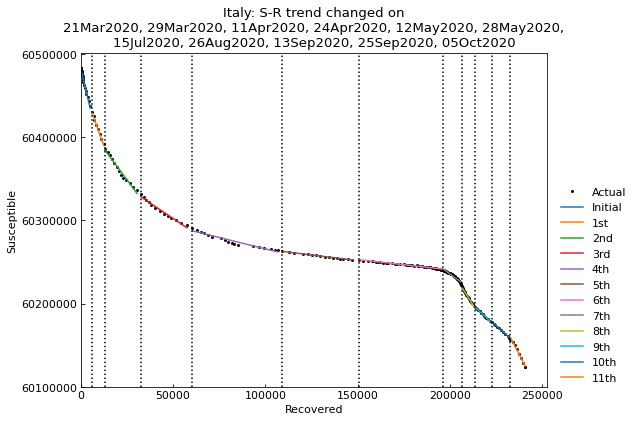 Italy: S-R trend changed on
21Mar2020, 29Mar2020, 11Apr2020, 24Apr2020, 12May2020, 28May2020,
15Jul2020, 26Aug2020, 13Sep2020, 25Sep2020, 05Oct2020
60500000
60400000
60300000
60200000
60100000
Susceptible
0
50000
100000
150000
200000
250000
Recovered
Actual
Initial
1st
2nd
3rd
4th
5th
6th
7th
8th
9th
10th
11th